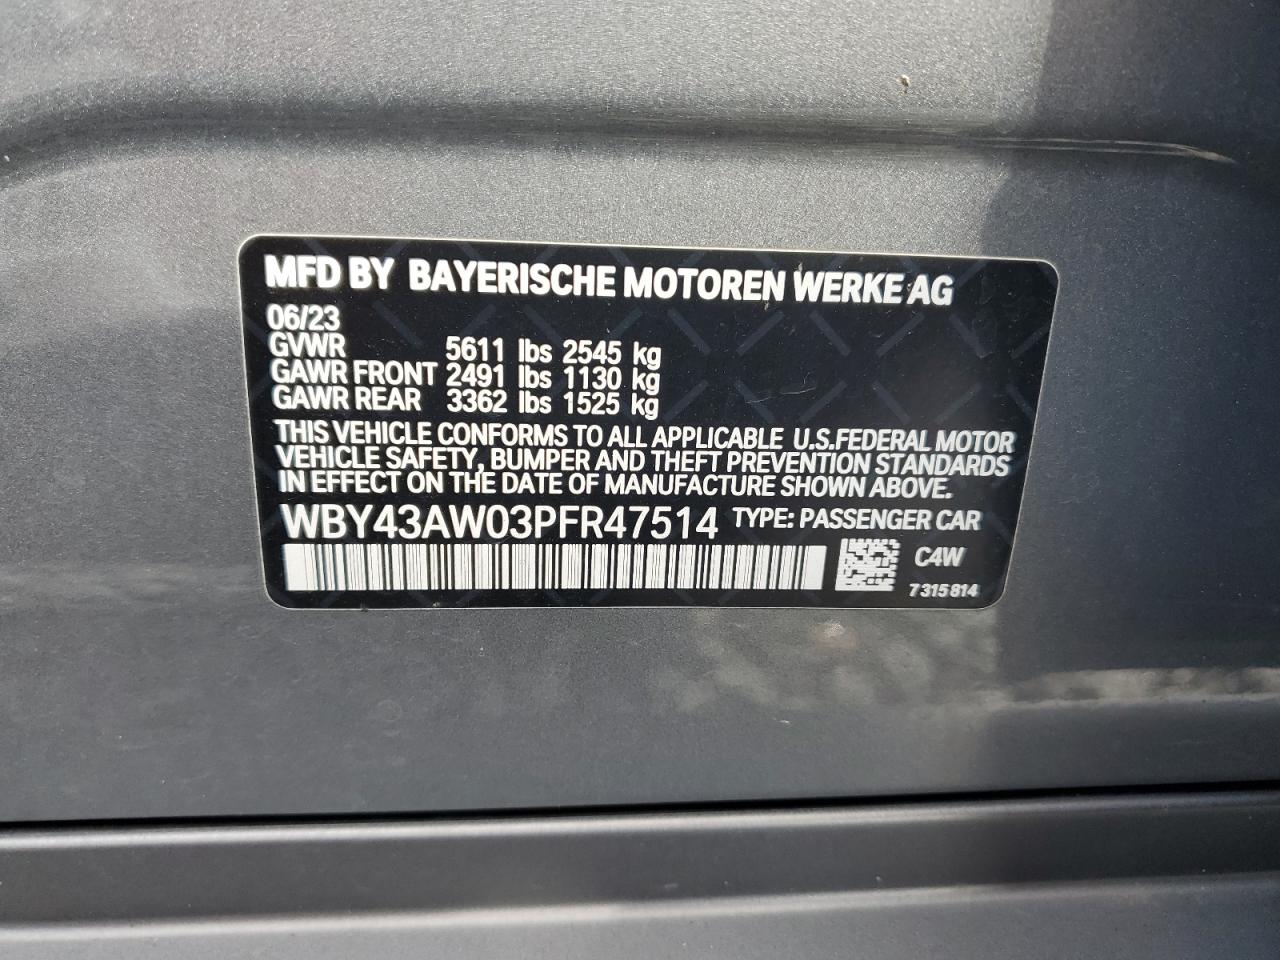 MFD BY BAYERISCHE MOTOREN WERKE AG
06/23
GVWR 5611 lbs 2545 kg
GAWR FRONT 2491 lbs 1130 kg
GAWR REAR 3362 lbs 1525 kg
THIS VEHICLE CONFORMS TO ALL APPLICABLE U.S.FEDERAL MOTOR
VEHICLE SAFETY, BUMPER AND THEFT PREVENTION STANDARDS
IN EFFECT ON THE DATE OF MANUFACTURE SHOWN ABOVE.
WBY43AW03PFR47514 TYPE: PASSENGER CAR
C4W
7 315 814